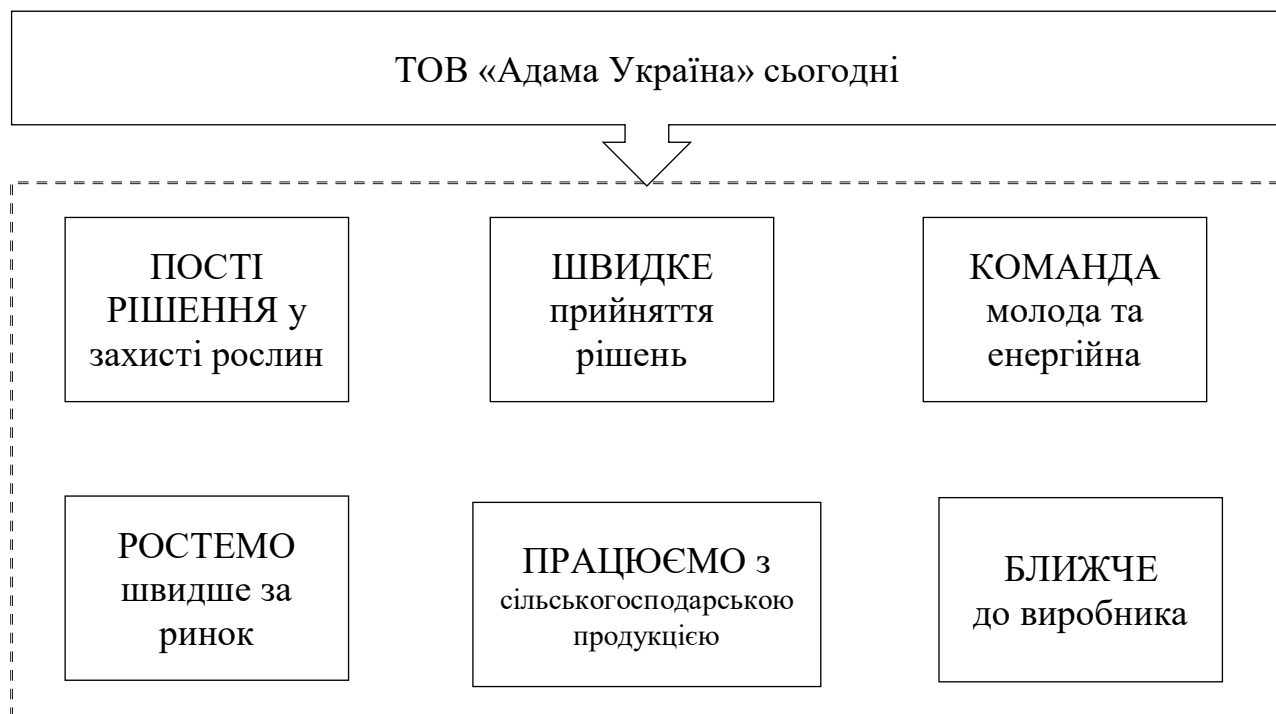 ТОВ «Адама Україна» сьогодні
ПОСТІ
РІШЕННЯ у
захисті рослин
ШВИДКЕ
прийняття
рішень
КОМАНДА
молода та
енергійна
РОСТЕМО
швидше за
ринок
ПРАЦЮЄМО з
сільськогосподарською
продукцією
БЛИЖЧЕ
до виробника